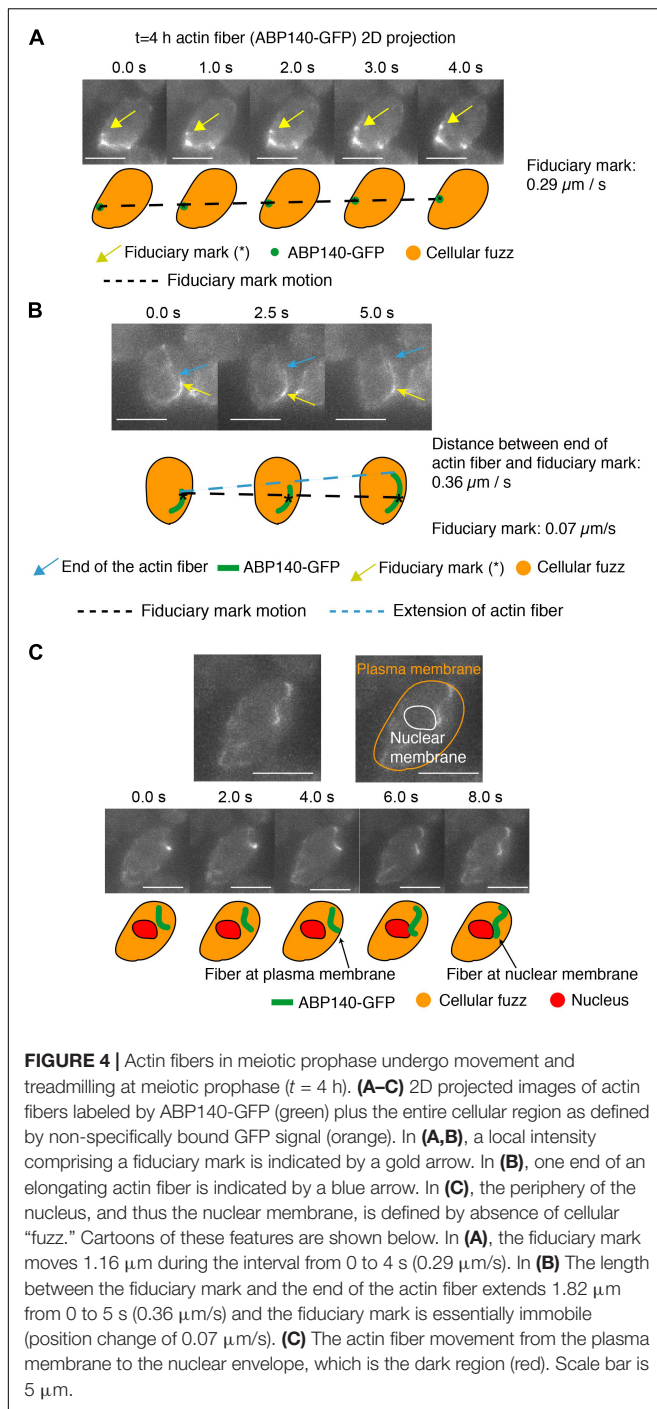 A
t=4 h actin fiber (ABP140-GFP) 2D projection
0.0 s 1.0 s 2.0 s 3.0 s 4.0 s
Fiduciary mark:
0.29 µm / s
Fiduciary mark (*) ABP140-GFP Cellular fuzz
Fiduciary mark motion
B
0.0 s 2.5 s 5.0 s
Distance between end of
actin fiber and fiduciary mark:
0.36 µm / s
* * *
Fiduciary mark: 0.07 µm/s
End of the actin fiber ABP140-GFP Fiduciary mark (*) Cellular fuzz
Fiduciary mark motion Extension of actin fiber
C
Plasma membrane
Nuclear
membrane
0.0 s 2.0 s 4.0 s 6.0 s 8.0 s
Fiber at plasma membrane Fiber at nuclear membrane
ABP140-GFP Cellular fuzz Nucleus
FIGURE 4 | Actin fibers in meiotic prophase undergo movement and
treadmilling at meiotic prophase (t = 4 h). (A–C) 2D projected images of actin
fibers labeled by ABP140-GFP (green) plus the entire cellular region as defined
by non-specifically bound GFP signal (orange). In (A,B), a local intensity
comprising a fiduciary mark is indicated by a gold arrow. In (B), one end of an
elongating actin fiber is indicated by a blue arrow. In (C), the periphery of the
nucleus, and thus the nuclear membrane, is defined by absence of cellular
“fuzz.” Cartoons of these features are shown below. In (A), the fiduciary mark
moves 1.16 µm during the interval from 0 to 4 s (0.29 µm/s). In (B) The length
between the fiduciary mark and the end of the actin fiber extends 1.82 µm
from 0 to 5 s (0.36 µm/s) and the fiduciary mark is essentially immobile
(position change of 0.07 µm/s). (C) The actin fiber movement from the plasma
membrane to the nuclear envelope, which is the dark region (red). Scale bar is
5 µm.